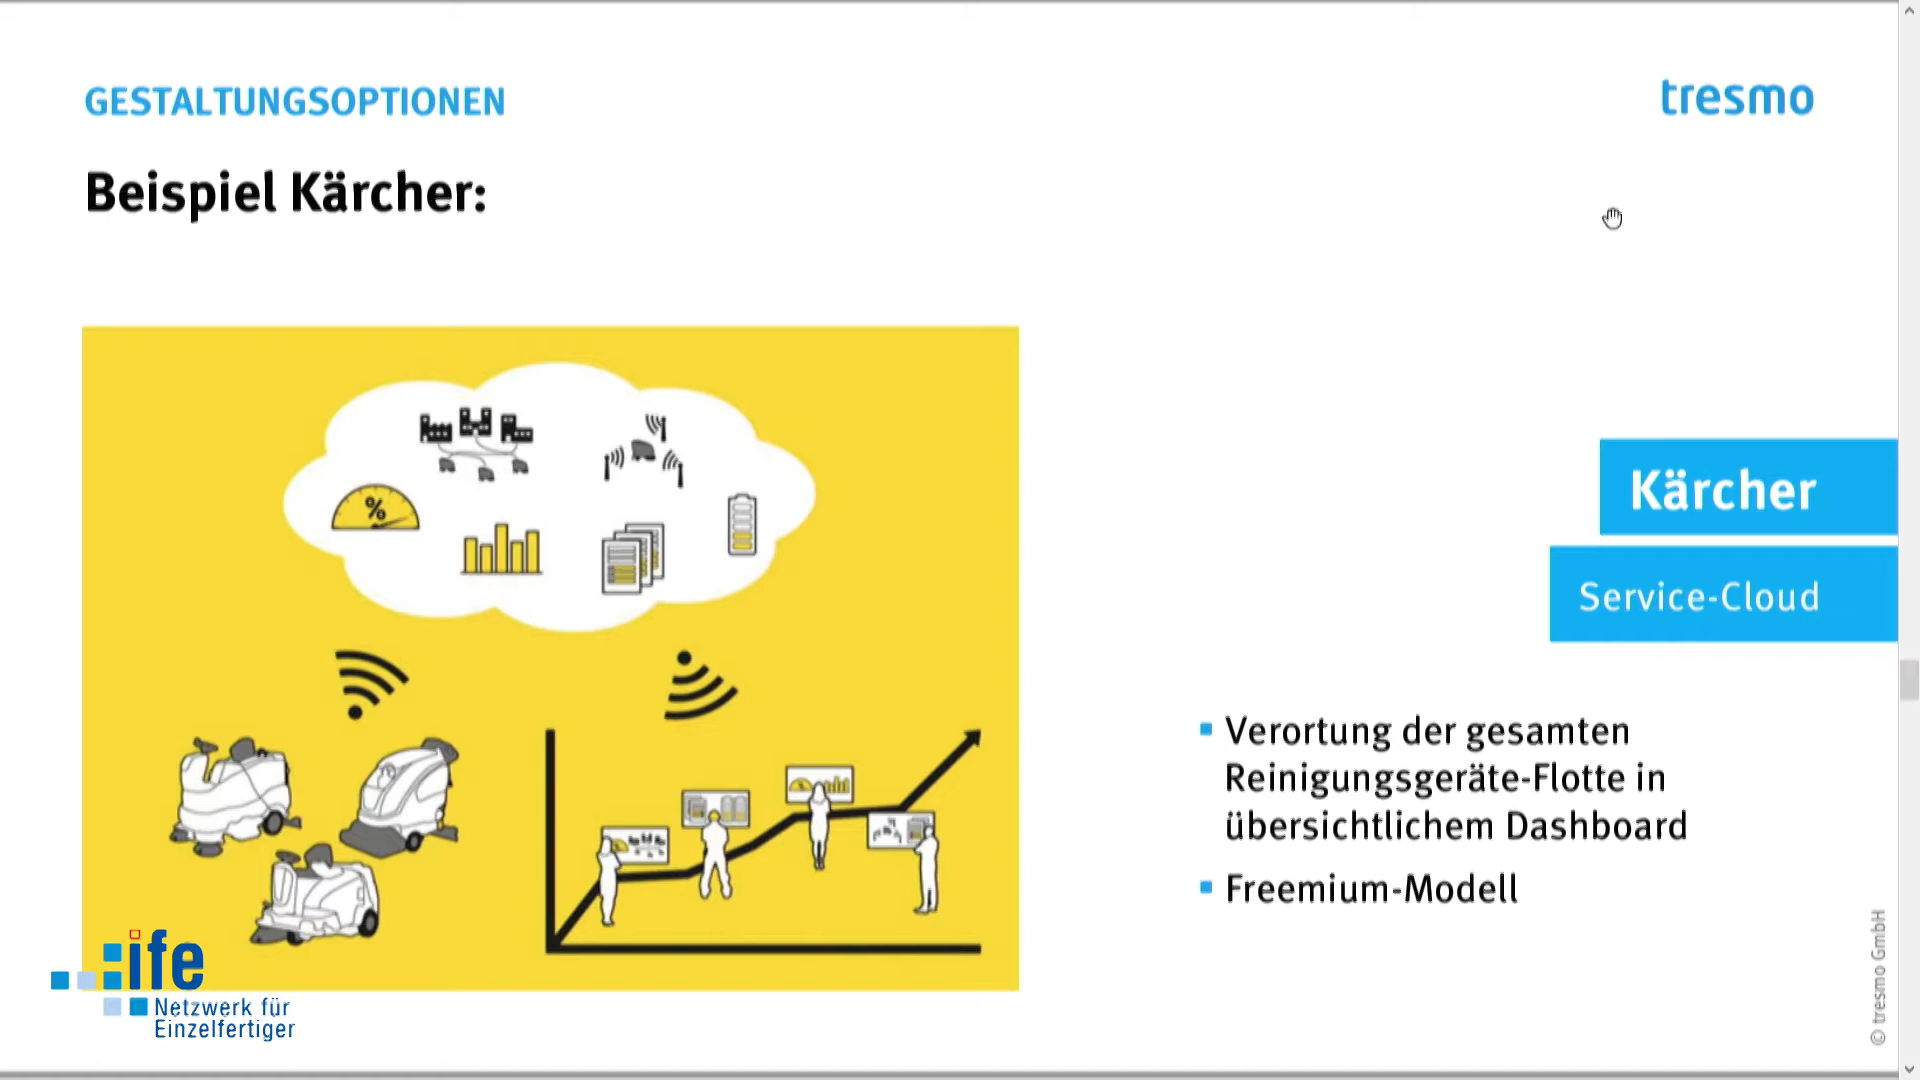 GESTALTUNGSOPTIONEN
tresmo
Beispiel Kärcher:
%
Kärcher
Service-Cloud
Verortung der gesamten
Reinigungsgeräte-Flotte in
übersichtlichem Dashboard
Freemium-Modell
ife
Netzwerk für
Einzelfertiger
© tresmo GmbH